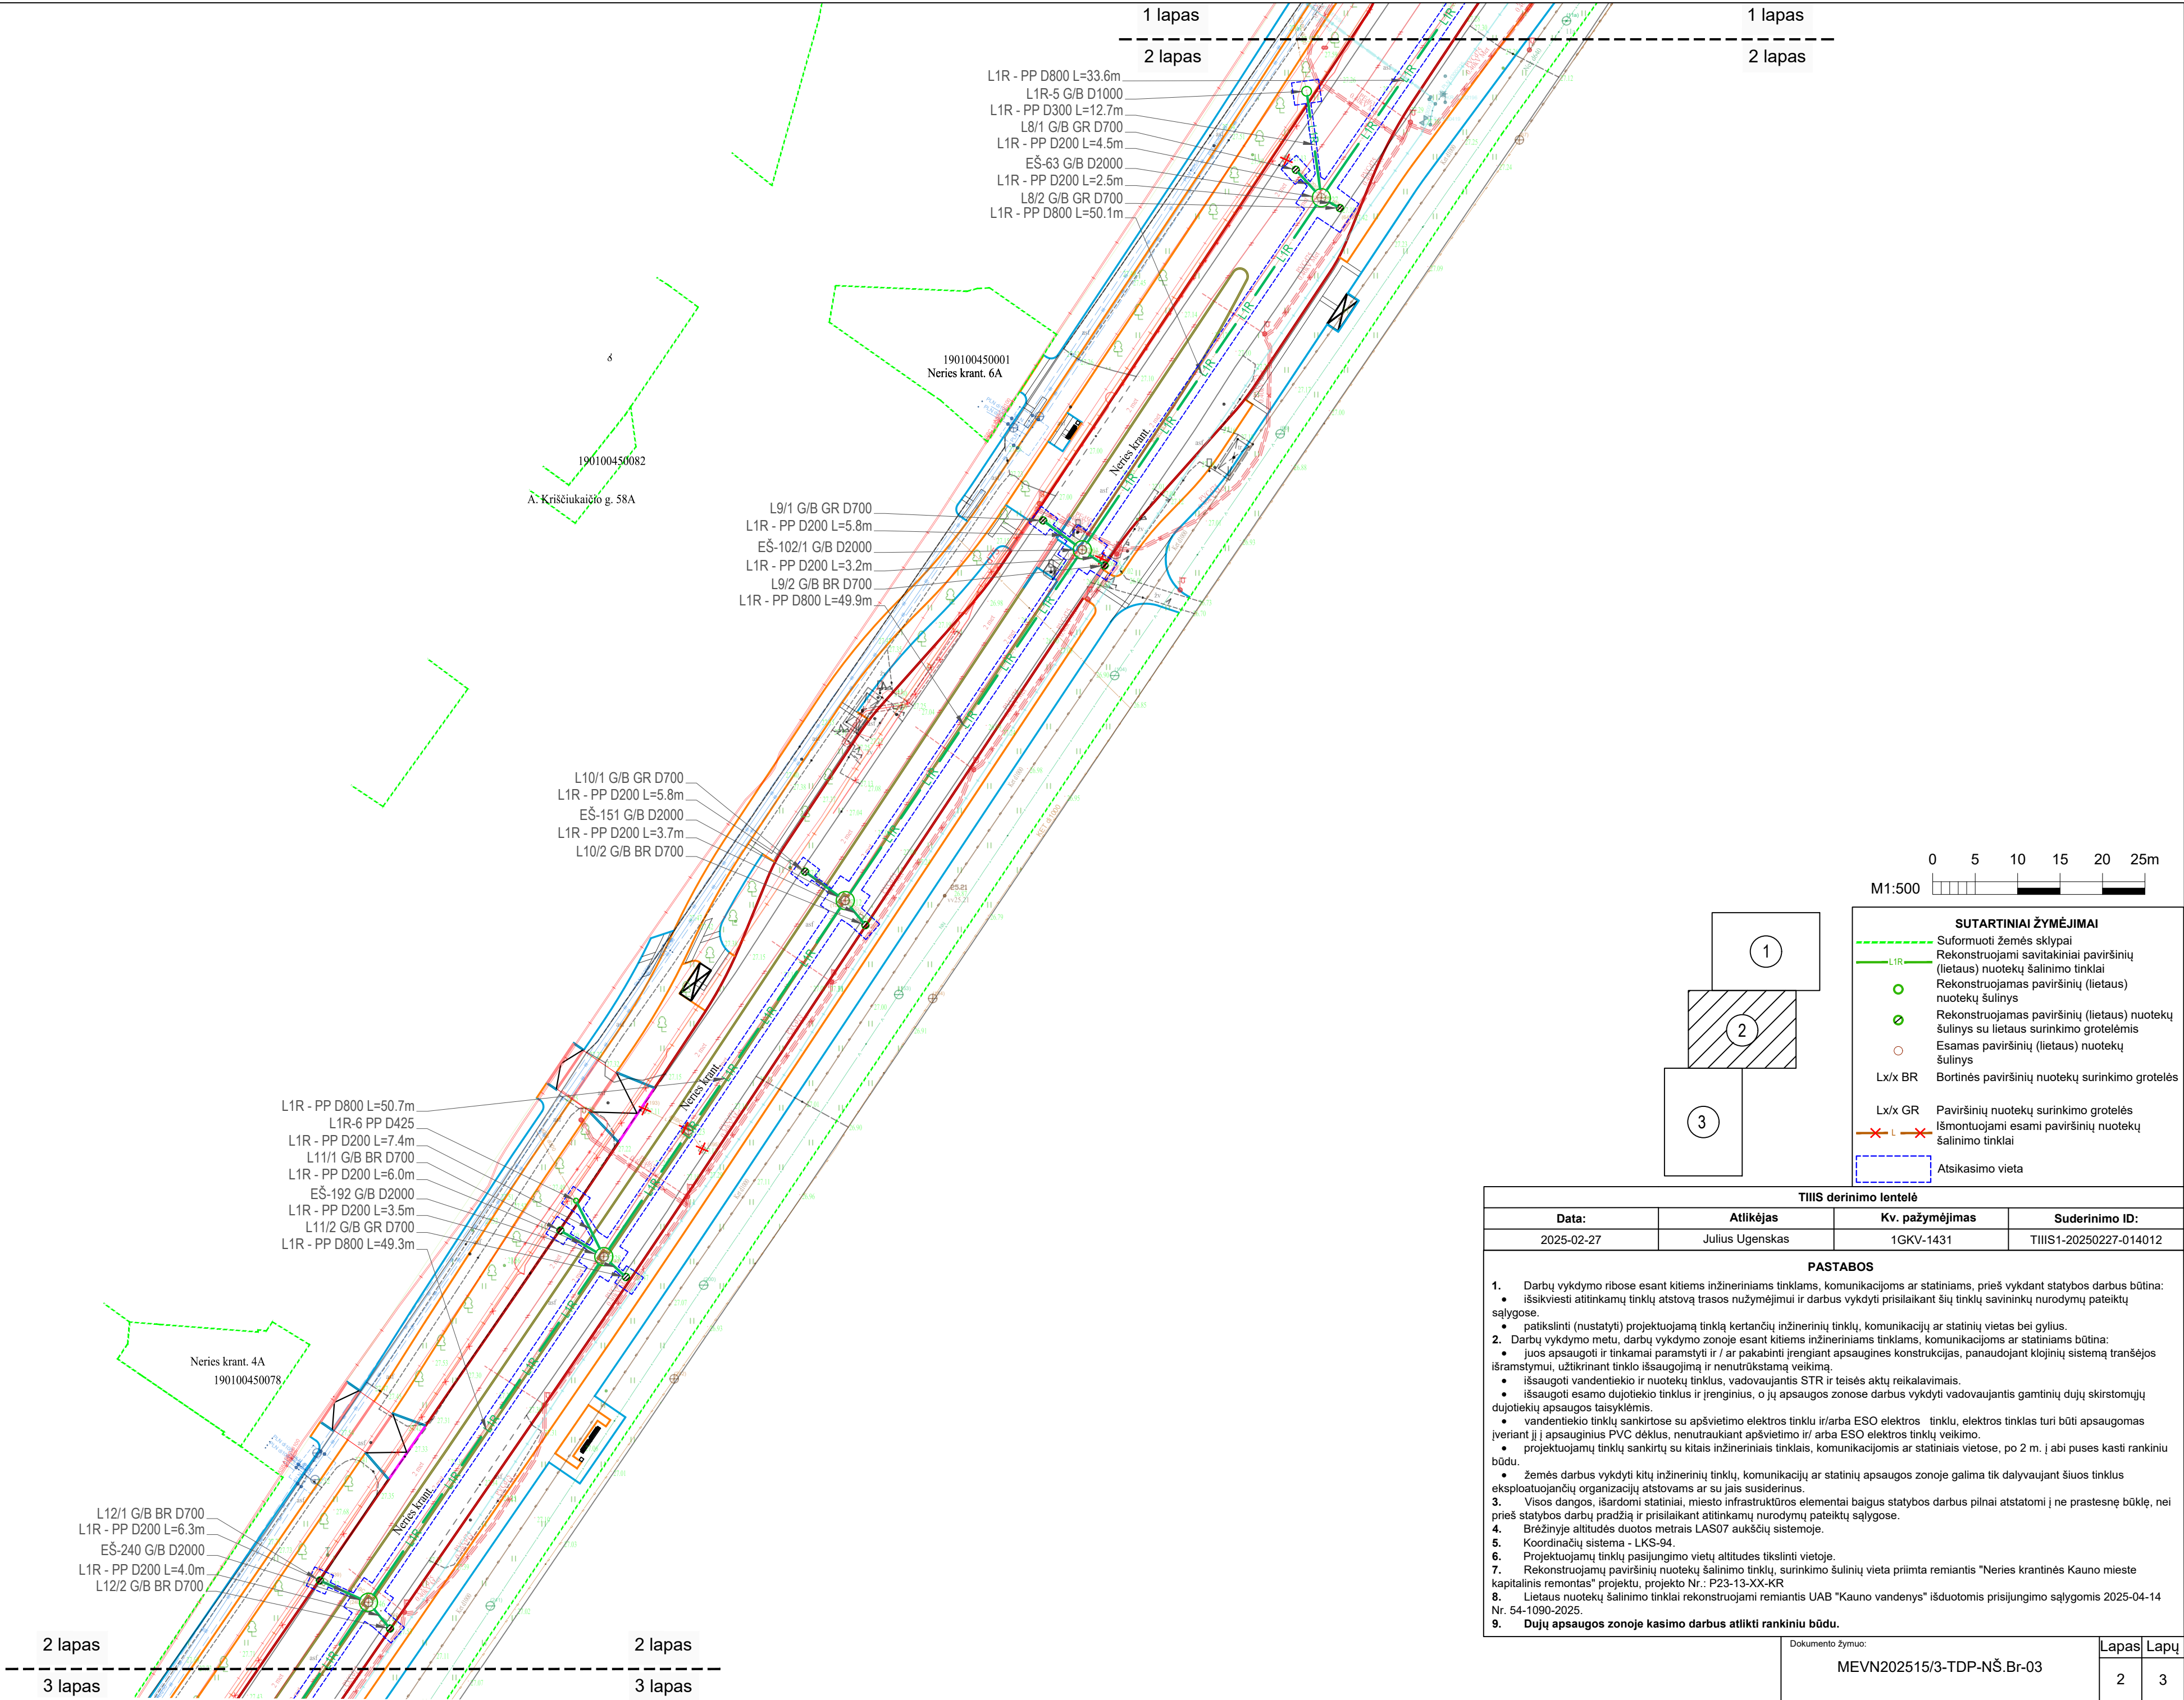 1 lapas
1 lapas
2 lapas
2 lapas
L1R - PP D800 L=33.6m
L1R-5 G/B D1000
L1R - PP D300 L=12.7m
L8/1 G/B GR D700
L1R - PP D200 L=4.5m
EŠ-63 G/B D2000
L1R - PP D200 L=2.5m
L8/2 G/B GR D700
L1R - PP D800 L=50.1m
190100450001
Neries krant. 6A
6
190100450082
A. Kriščiukaičio g. 58A
Neries krant.
L9/1 G/B GR D700
L1R - PP D200 L=5.8m
EŠ-102/1 G/B D2000
L1R - PP D200 L=3.2m
L9/2 G/B BR D700
L1R - PP D800 L=49.9m
L10/1 G/B GR D700
L1R - PP D200 L=5.8m
EŠ-151 G/B D2000
L1R - PP D200 L=3.7m
L10/2 G/B BR D700
25.21
Neries krant.
L1R - PP D800 L=50.7m
L1R-6 PP D425
L1R - PP D200 L=7.4m
L11/1 G/B BR D700
L1R - PP D200 L=6.0m
EŠ-192 G/B D2000
L1R - PP D200 L=3.5m
L11/2 G/B GR D700
L1R - PP D800 L=49.3m
Neries krant. 4A
190100450078
Neries krant.
L12/1 G/B BR D700
L1R - PP D200 L=6.3m
EŠ-240 G/B D2000
L1R - PP D200 L=4.0m
L12/2 G/B BR D700
2 lapas
2 lapas
3 lapas
3 lapas
0 5 10 15 20 25m
M1:500
1
2
3
SUTARTINIAI ŽYMĖJIMAI
Suformuoti žemės sklypai
L1R Rekonstruojami savitakiniai paviršinių
(lietaus) nuotekų šalinimo tinklai
Rekonstruojamas paviršinių (lietaus)
nuotekų šulinys
Rekonstruojamas paviršinių (lietaus) nuotekų
šulinys su lietaus surinkimo grotelėmis
Esamas paviršinių (lietaus) nuotekų
šulinys
Lx/x BR Bortinės paviršinių nuotekų surinkimo grotelės
Lx/x GR Paviršinių nuotekų surinkimo grotelės
L Išmontuojami esami paviršinių nuotekų
šalinimo tinklai
Atsikasimo vieta
TIIIS derinimo lentelė
Data: Atlikėjas Kv. pažymėjimas Suderinimo ID:
2025-02-27 Julius Ugenskas 1GKV-1431 TIIIS1-20250227-014012
PASTABOS
1. Darbų vykdymo ribose esant kitiems inžineriniams tinklams, komunikacijoms ar statiniams, prieš vykdant statybos darbus būtina:
• išsikviesti atitinkamų tinklų atstovą trasos nužymėjimui ir darbus vykdyti prisilaikant šių tinklų savininkų nurodymų pateiktų
sąlygose.
• patikslinti (nustatyti) projektuojamą tinklą kertančių inžinerinių tinklų, komunikacijų ar statinių vietas bei gylius.
2. Darbų vykdymo metu, darbų vykdymo zonoje esant kitiems inžineriniams tinklams, komunikacijoms ar statiniams būtina:
• juos apsaugoti ir tinkamai paramstyti ir / ar pakabinti įrengiant apsaugines konstrukcijas, panaudojant klojinių sistemą tranšėjos
išramstymui, užtikrinant tinklo išsaugojimą ir nenutrūkstamą veikimą.
• išsaugoti vandentiekio ir nuotekų tinklus, vadovaujantis STR ir teisės aktų reikalavimais.
• išsaugoti esamo dujotiekio tinklus ir įrenginius, o jų apsaugos zonose darbus vykdyti vadovaujantis gamtinių dujų skirstomųjų
dujotiekių apsaugos taisyklėmis.
• vandentiekio tinklų sankirtose su apšvietimo elektros tinklu ir/arba ESO elektros tinklu, elektros tinklas turi būti apsaugomas
įveriant jį į apsauginius PVC dėklus, nenutraukiant apšvietimo ir/ arba ESO elektros tinklų veikimo.
• projektuojamų tinklų sankirtų su kitais inžineriniais tinklais, komunikacijomis ar statiniais vietose, po 2 m. į abi puses kasti rankiniu
būdu.
• žemės darbus vykdyti kitų inžinerinių tinklų, komunikacijų ar statinių apsaugos zonoje galima tik dalyvaujant šiuos tinklus
eksploatuojančių organizacijų atstovams ar su jais susiderinus.
3. Visos dangos, išardomi statiniai, miesto infrastruktūros elementai baigus statybos darbus pilnai atstatomi į ne prastesnę būklę, nei
prieš statybos darbų pradžią ir prisilaikant atitinkamų nurodymų pateiktų sąlygose.
4. Brėžinyje altitudės duotos metrais LAS07 aukščių sistemoje.
5. Koordinačių sistema - LKS-94.
6. Projektuojamų tinklų pasijungimo vietų altitudes tikslinti vietoje.
7. Rekonstruojamų paviršinių nuotekų šalinimo tinklų, surinkimo šulinių vieta priimta remiantis "Neries krantinės Kauno mieste
kapitalinis remontas" projektu, projekto Nr.: P23-13-XX-KR
8. Lietaus nuotekų šalinimo tinklai rekonstruojami remiantis UAB "Kauno vandenys" išduotomis prisijungimo sąlygomis 2025-04-14
Nr. 54-1090-2025.
9. Dujų apsaugos zonoje kasimo darbus atlikti rankiniu būdu.
Dokumento žymuo:
MEVN202515/3-TDP-NŠ.Br-03
Lapas Lapų
2 3